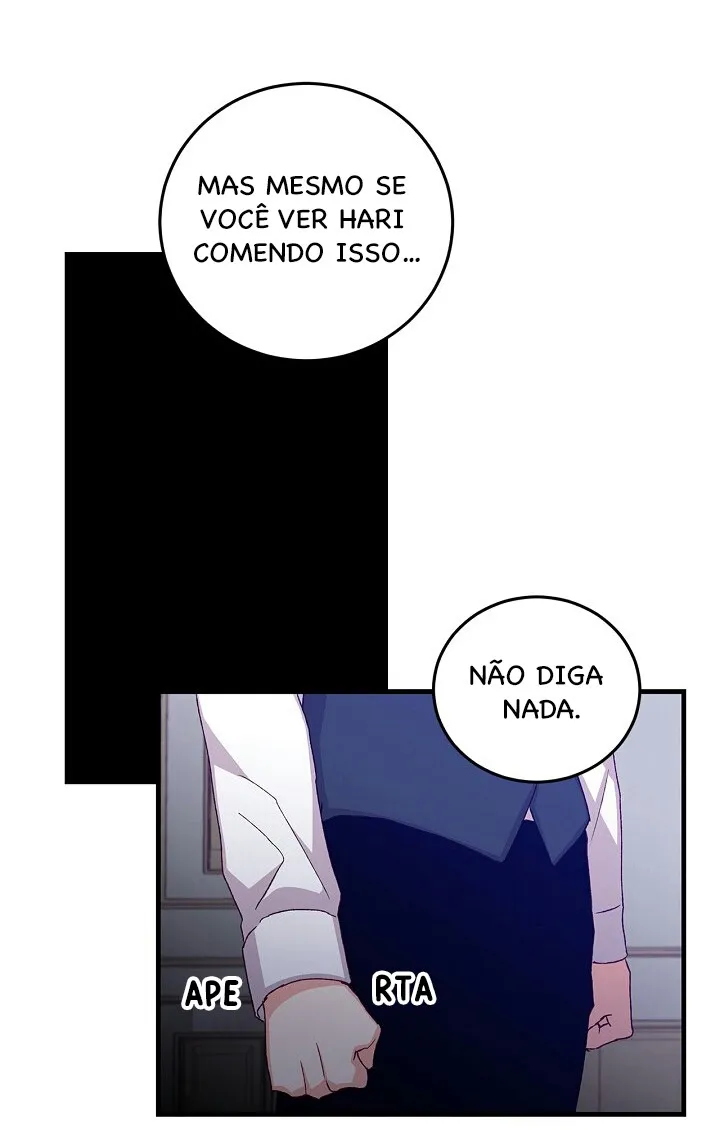 MAS MESMO SE
VOCÊ VER HARI
COMENDO ISSO...
NÃO DIGA
NADA.
APE RTA